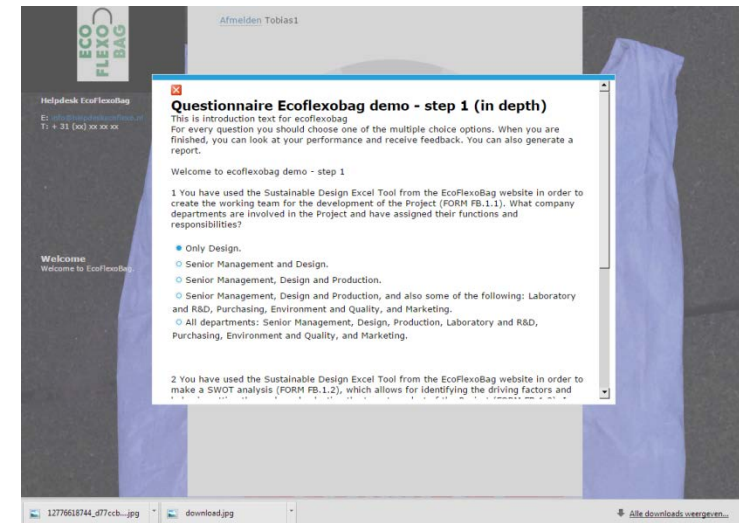 ECO
FLEXO
BAG
Afmelden Tobias1
Helpdesk EcoFlexoBag
T: + 31 (xx) xx xx xx
Welcome
Welcome to EcoFlexoBag.
Questionnaire Ecoflexobag demo - step 1 (in depth)
This is introduction text for ecoflexobag
For every question you should choose one of the multiple choice options. When you are
finished, you can look at your performance and receive feedback. You can also generate a
report.
Welcome to ecoflexobag demo - step 1
1 You have used the Sustainable Design Excel Tool from the EcoFlexoBag website in order to
create the working team for the development of the Project (FORM FB.1.1). What company
departments are involved in the Project and have assigned their functions and
responsibilities?
Only Design.
Senior Management and Design.
Senior Management, Design and Production.
Senior Management, Design and Production, and also some of the following: Laboratory
and R&D, Purchasing, Environment and Quality, and Marketing.
All departments: Senior Management, Design, Production, Laboratory and R&D,
Purchasing, Environment and Quality, and Marketing.
2 You have used the Sustainable Design Excel Tool from the EcoFlexoBag website in order to
make a SWOT analysis (FORM FB.1.2), which allows for identifying the driving factors and
12776618744_d77ccb....jpg
download.jpg
Alle downloads weergeven...